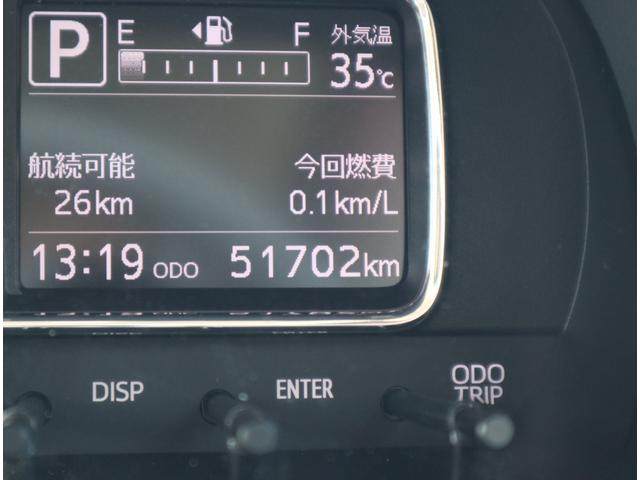 P E F 外気温
35℃
航続可能 今回燃費
26km 0.1km/L
13:19 ODO 51702km
DISP ENTER ODO
TRIP